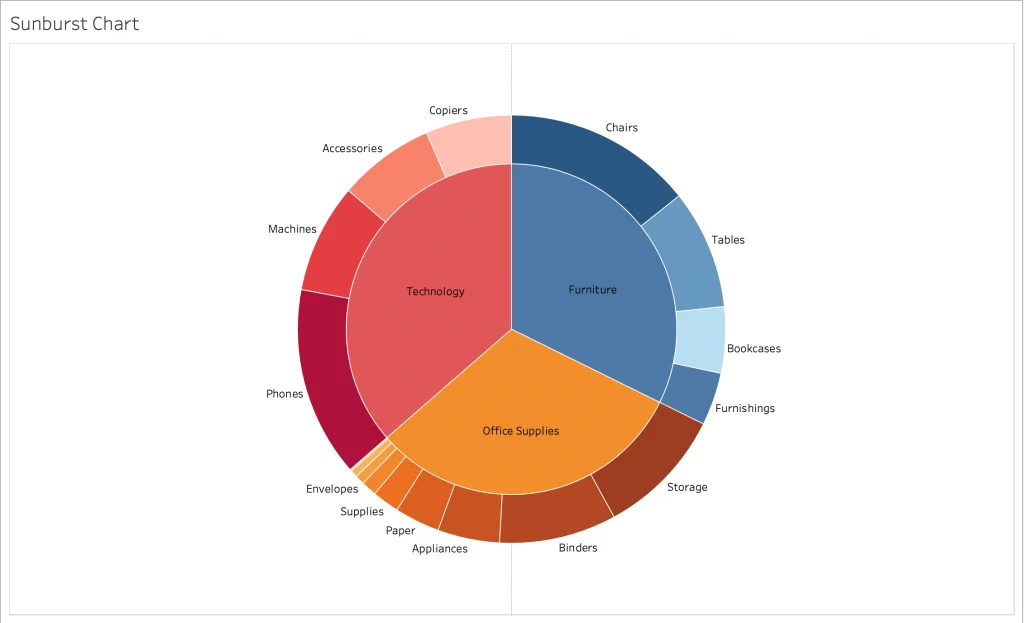 Sunburst Chart
Copiers
Chairs
Accessories
Machines
Tables
Technology
Furniture
Bookcases
Phones
Furnishings
Office Supplies
Storage
Envelopes
Supplies
Paper
Appliances
Binders